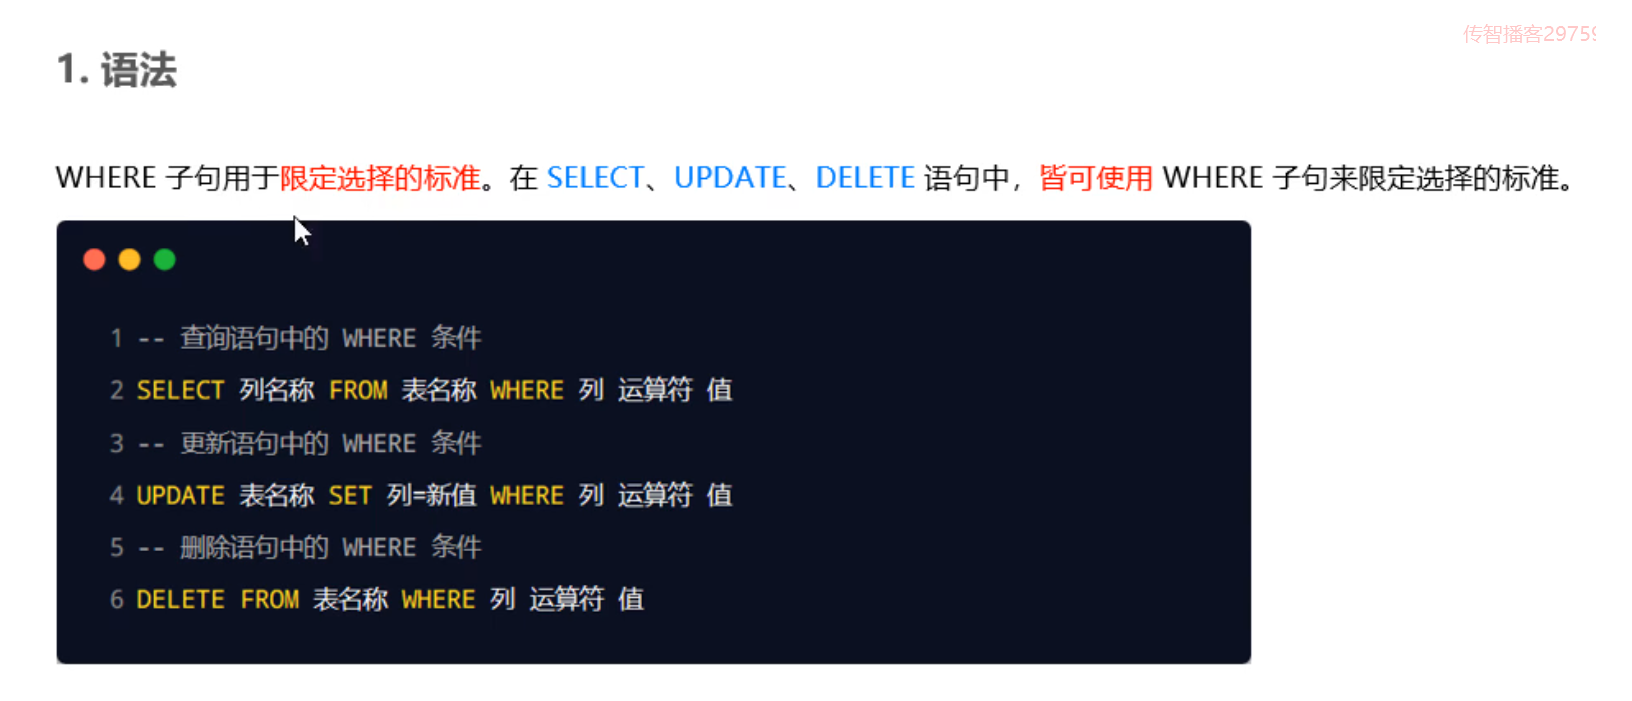 传智播客29759
1. 语法
WHERE 子句用于限定选择的标准。在 SELECT、UPDATE、DELETE 语句中，皆可使用 WHERE 子句来限定选择的标准。
1 -- 查询语句中的 WHERE 条件
2 SELECT 列名称 FROM 表名称 WHERE 列 运算符 值
3 -- 更新语句中的 WHERE 条件
4 UPDATE 表名称 SET 列=新值 WHERE 列 运算符 值
5 -- 删除语句中的 WHERE 条件
6 DELETE FROM 表名称 WHERE 列 运算符 值